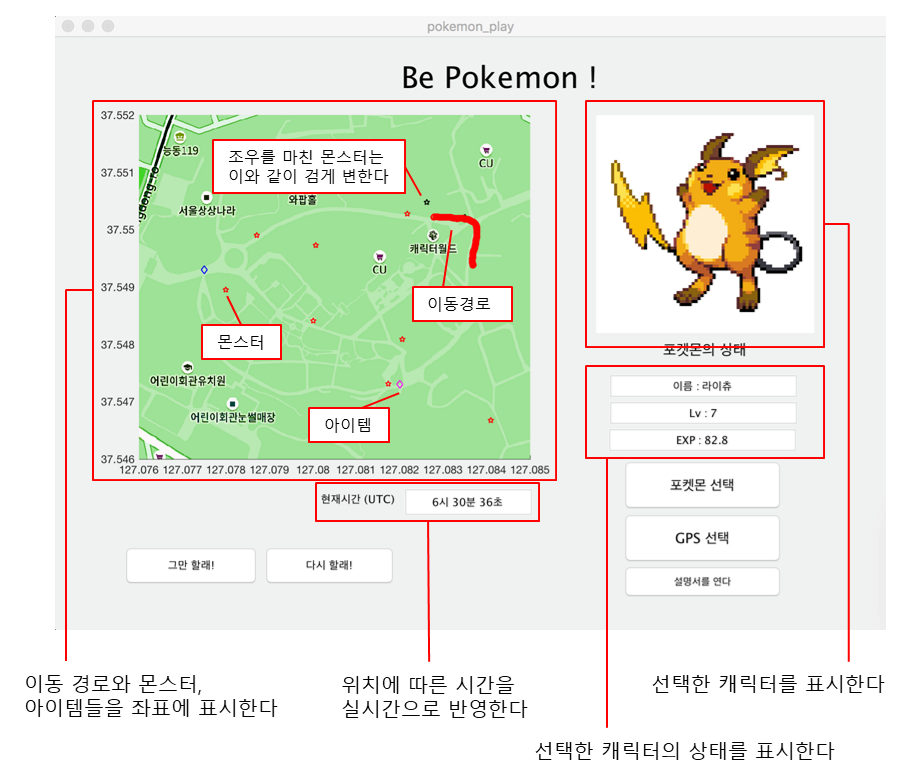 pokemon_play
Be Pokemon !
37.552
37.551
37.55
37.549
37.548
37.547
37.546
127.076 127.077 127.078 127.079 127.08 127.081 127.082 127.083 127.084 127.085
능동119
조우를 마친 몬스터는
이와 같이 검게 변한다
CU
서울상상나라
와팝홀
캐릭터월드
CU
이동경로
몬스터
어린이회관유치원
어린이회관눈썰매장
아이템
포켓몬의 상태
이름 : 라이츄
Lv : 7
EXP : 82.8
포켓몬 선택
GPS 선택
설명서를 연다
현재시간 (UTC)
6시 30분 36초
그만 할래!
다시 할래!
이동 경로와 몬스터,
아이템들을 좌표에 표시한다
위치에 따른 시간을
실시간으로 반영한다
선택한 캐릭터를 표시한다
선택한 캐릭터의 상태를 표시한다